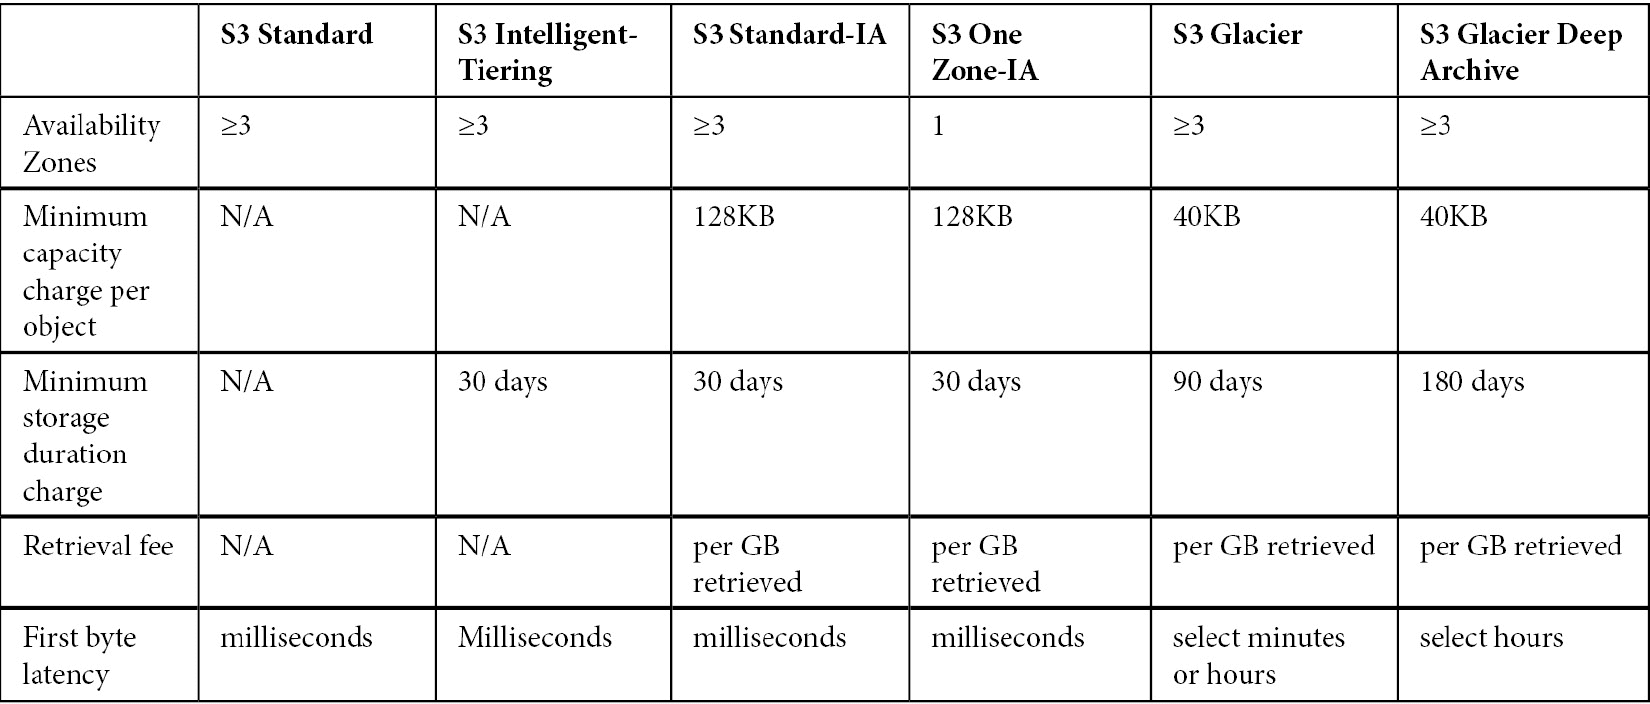 S3 Standard
S3 Intelligent-
Tiering
S3 Standard-IA
S3 One
Zone-IA
S3 Glacier
S3 Glacier Deep
Archive
Availability
Zones
≥3
≥3
≥3
1
≥3
≥3
Minimum
capacity
charge per
object
N/A
N/A
128KB
128KB
40KB
40KB
Minimum
storage
duration
charge
N/A
30 days
30 days
30 days
90 days
180 days
Retrieval fee
N/A
N/A
per GB
retrieved
per GB
retrieved
per GB retrieved
per GB retrieved
First byte
latency
milliseconds
Milliseconds
milliseconds
milliseconds
select minutes
or hours
select hours